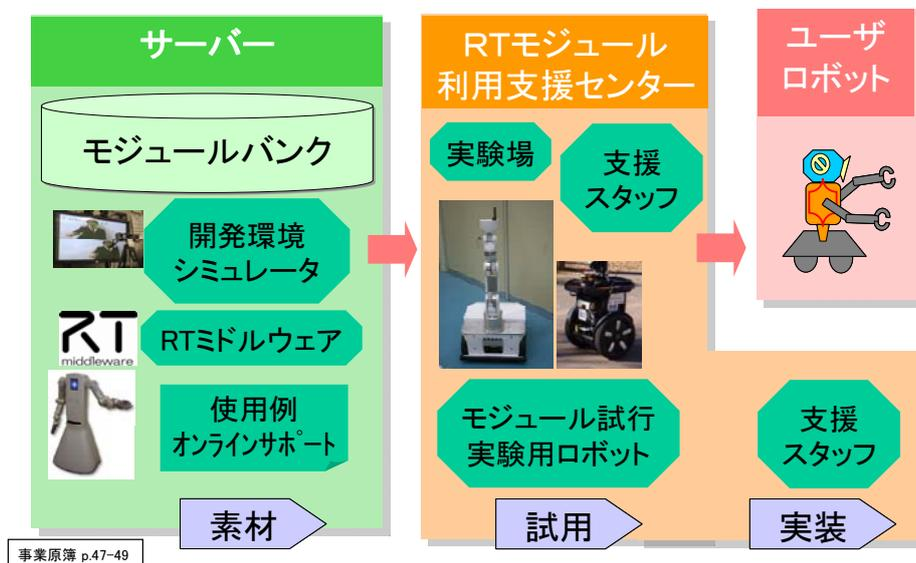 サーバー
モジュールバンク
開発環境
シミュレータ
RT
middleware
RTミドルウェア
使用例
オンラインサポート
素材
RTモジュール
利用支援センター
実験場
支援
スタッフ
モジュール試行
実験用ロボット
試用
ユーザ
ロボット
支援
スタッフ
実装
事業原簿 p.47-49